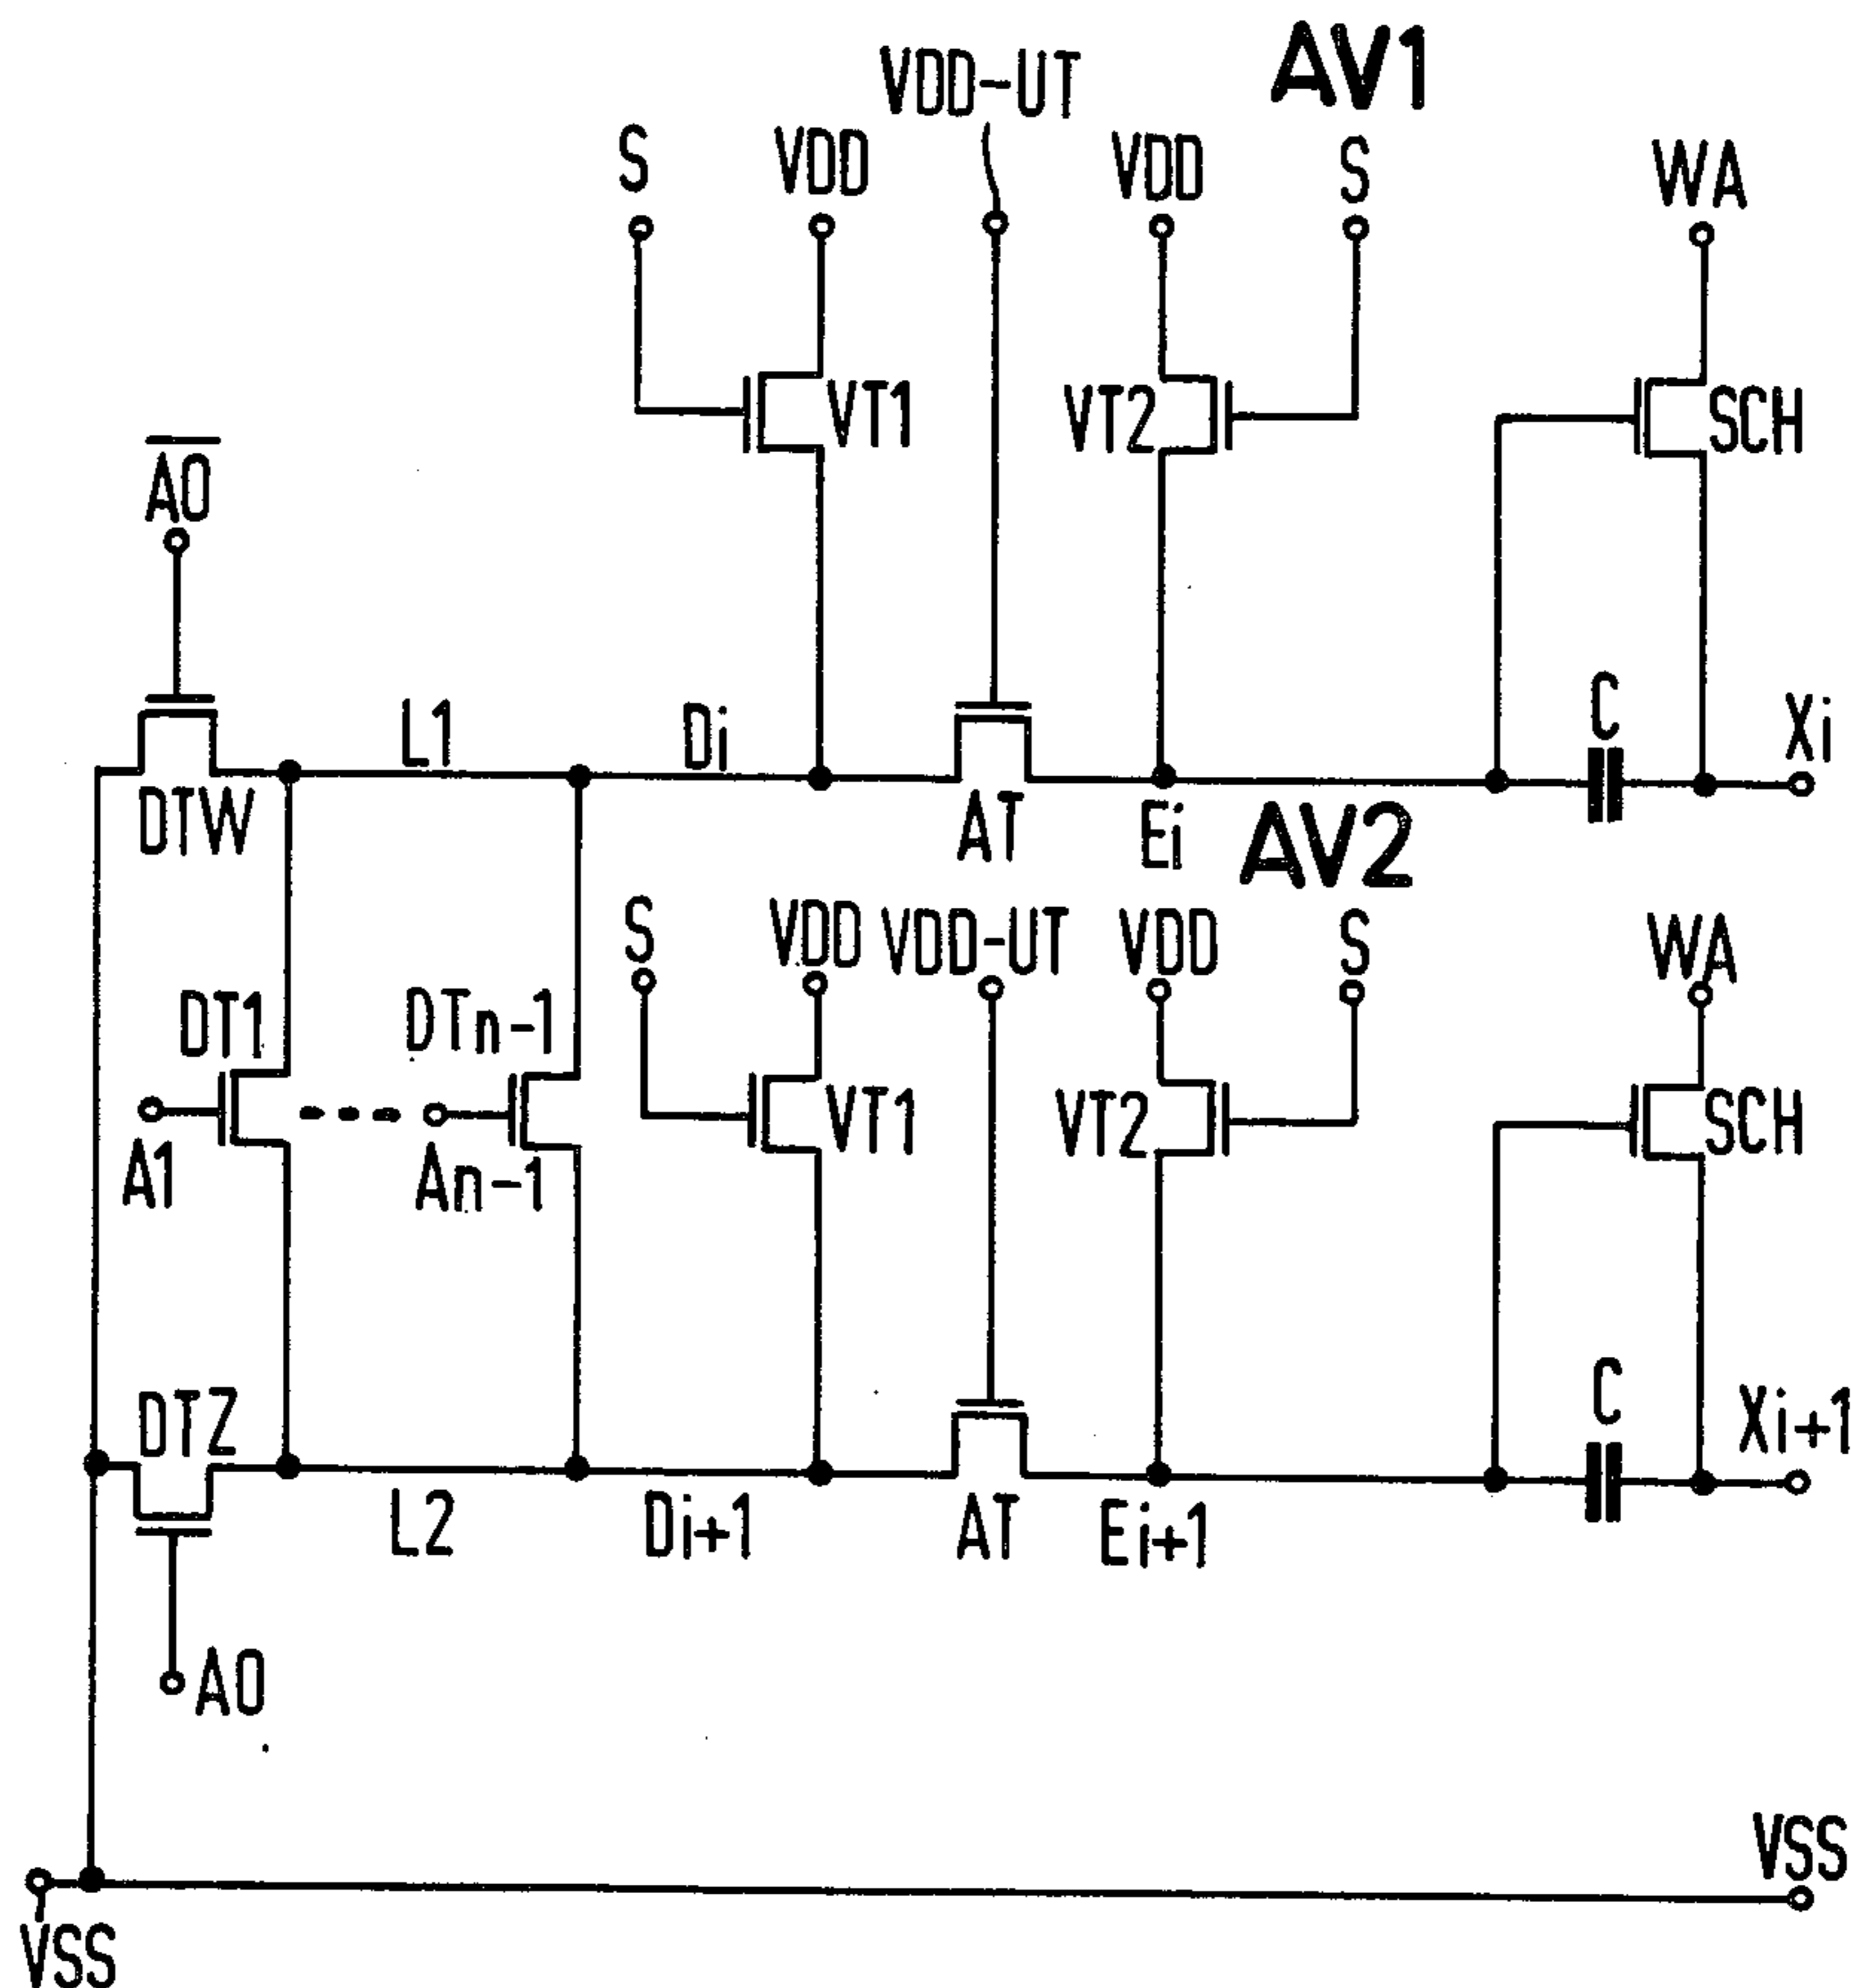 AV1
VDD-UT
S
VDD
VDD
S
WA
VT1
VT2
SCH
A̅0̅
L1
Di
C
Xi
DTW
AT
Ei
AV2
S
VDD
VDD-UT
VDD
S
WA
DT1
DTn-1
VT1
VT2
SCH
A1
An-1
C
Xi+1
DTZ
L2
Di+1
AT
Ei+1
A0
VSS
VSS